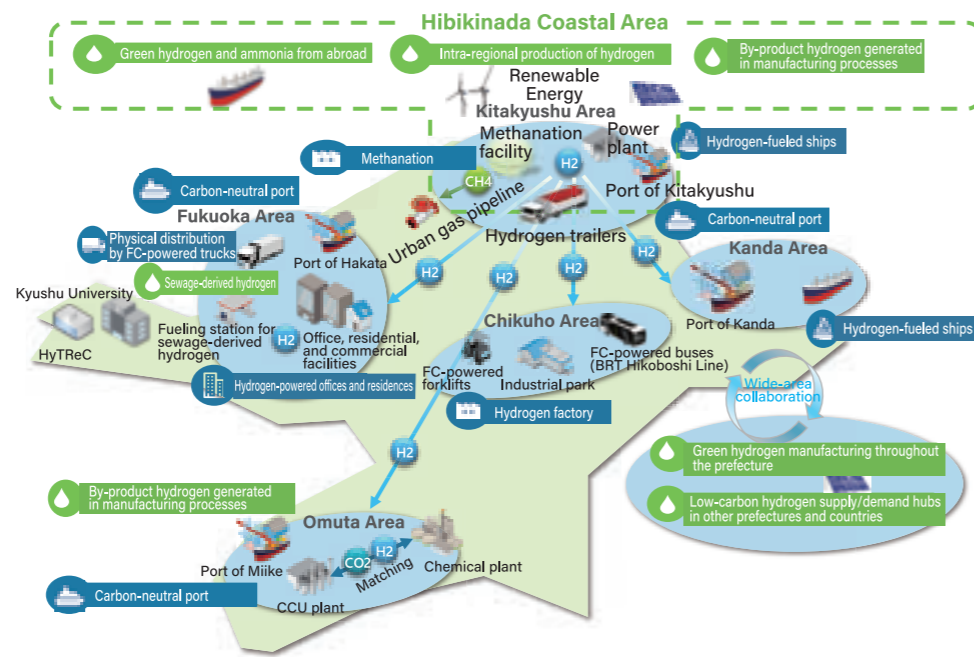 Hibikinada Coastal Area
Green hydrogen and ammonia from abroad
Intra-regional production of hydrogen
By-product hydrogen generated
in manufacturing processes
Renewable
Energy
Kitakyushu Area
Methanation
facility
Power
plant
Hydrogen-fueled ships
Methanation
H2
CH4
Port of Kitakyushu
Carbon-neutral port
Carbon-neutral port
Urban gas pipeline
Hydrogen trailers
Fukuoka Area
Physical distribution
by FC-powered trucks
Port of Hakata
H2
H2
H2
H2
Kanda Area
Sewage-derived hydrogen
Kyushu University
HyTReC
Fueling station for
sewage-derived
hydrogen
H2
Office, residential,
and commercial
facilities
Hydrogen-powered offices and residences
Chikuho Area
FC-powered
forklifts
Industrial park
FC-powered buses
(BRT Hikoboshi Line)
Hydrogen factory
Port of Kanda
Hydrogen-fueled ships
Wide-area
collaboration
Green hydrogen manufacturing throughout
the prefecture
Low-carbon hydrogen supply/demand hubs
in other prefectures and countries
H2
By-product hydrogen generated
in manufacturing processes
Omuta Area
Port of Miike
CO2
H2
Matching
Chemical plant
CCU plant
Carbon-neutral port